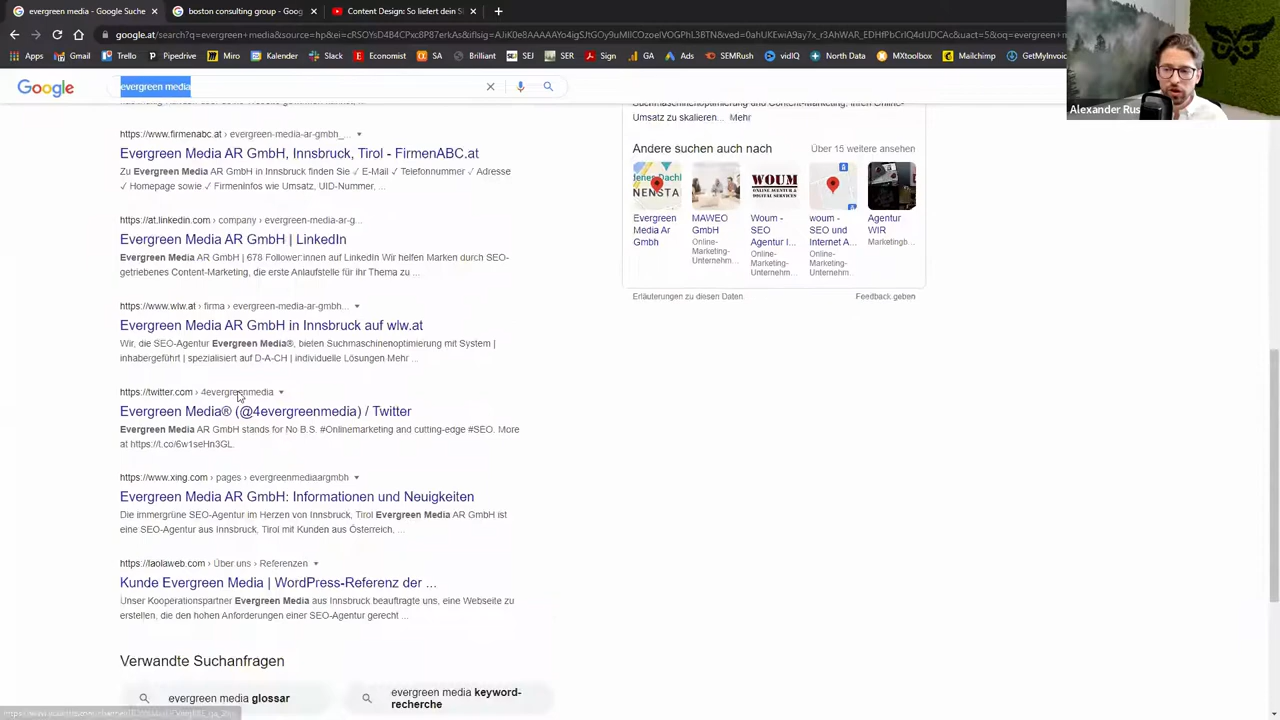 evergreen media - Google Suche
boston consulting group - Goog
Content Design: So liefert dein SI
Apps
Gmail
Pipedrive
Upwork
Miro
Kalender
Economist
SA
MXtoolbox
SEJ
SER
Sign
GA
Ads
SEMRush
vidIQ
North Data
Coupons
Mailchimp
GetMyInvoic
Alexander Rus
Google
evergreen media
https://www.firmenabc.at › evergreen-media-ar-gmbh_...
Evergreen Media AR GmbH, Innsbruck, Tirol - FirmenABC.at
Zu Evergreen Media AR GmbH in Innsbruck finden Sie ✓ E-Mail ✓ Telefonnummer ✓ Adresse
✓ Homepage sowie ✓ FirmenInfos wie Umsatz, UID-Nummer, ...
https://at.linkedin.com › company › evergreen-media-ar-g...
Evergreen Media AR GmbH | LinkedIn
Evergreen Media AR GmbH | 678 Follower:innen auf LinkedIn Wir helfen Marken durch SEO-
getriebenes Content-Marketing, die erste Anlaufstelle für ihr Thema zu ...
https://www.wlw.at › firma › evergreen-media-ar-gmbh...
Evergreen Media AR GmbH in Innsbruck auf wlw.at
Wir, die SEO-Agentur Evergreen Media®, bieten Suchmaschinenoptimierung mit System |
inhabergeführt | spezialisiert auf D-A-CH | individuelle Lösungen Mehr ...
https://twitter.com › 4evergreenmedia
Evergreen Media® (@4evergreenmedia) / Twitter
Evergreen Media AR GmbH stands for No B.S. #Onlinemarketing and cutting-edge #SEO. More
at https://t.co/6w1seHn3GL.
https://www.xing.com › pages › evergreenmediaargmbh
Evergreen Media AR GmbH: Informationen und Neuigkeiten
Die immergrüne SEO-Agentur im Herzen von Innsbruck, Tirol Evergreen Media AR GmbH ist
eine SEO-Agentur aus Innsbruck, Tirol mit Kunden aus Österreich, ...
https://laolaweb.com › Über uns › Referenzen
Kunde Evergreen Media | WordPress-Referenz der ...
Unser Kooperationspartner Evergreen Media aus Innsbruck beauftragte uns, eine Webseite zu
erstellen, die den hohen Anforderungen einer SEO-Agentur gerecht ...
Verwandte Suchanfragen
evergreen media glossar
evergreen media keyword-
recherche
Suchmaschinenoptimierung und Content-Marketing, Ihren Online-
Umsatz zu skalieren... Mehr
Andere suchen auch nach
Über 15 weitere ansehen
Evergreen
Media Ar
Gmbh
MAWEO
GmbH
Online-
Marketing-
Unternehm...
WOUM
Woum -
SEO
Agentur I...
Online-
Marketing-
Unternehm...
woum -
SEO und
Internet A...
Online-
Marketing-
Unternehm...
Agentur
WIR
Marketingb...
Erläuterungen zu diesen Daten
Feedback geben